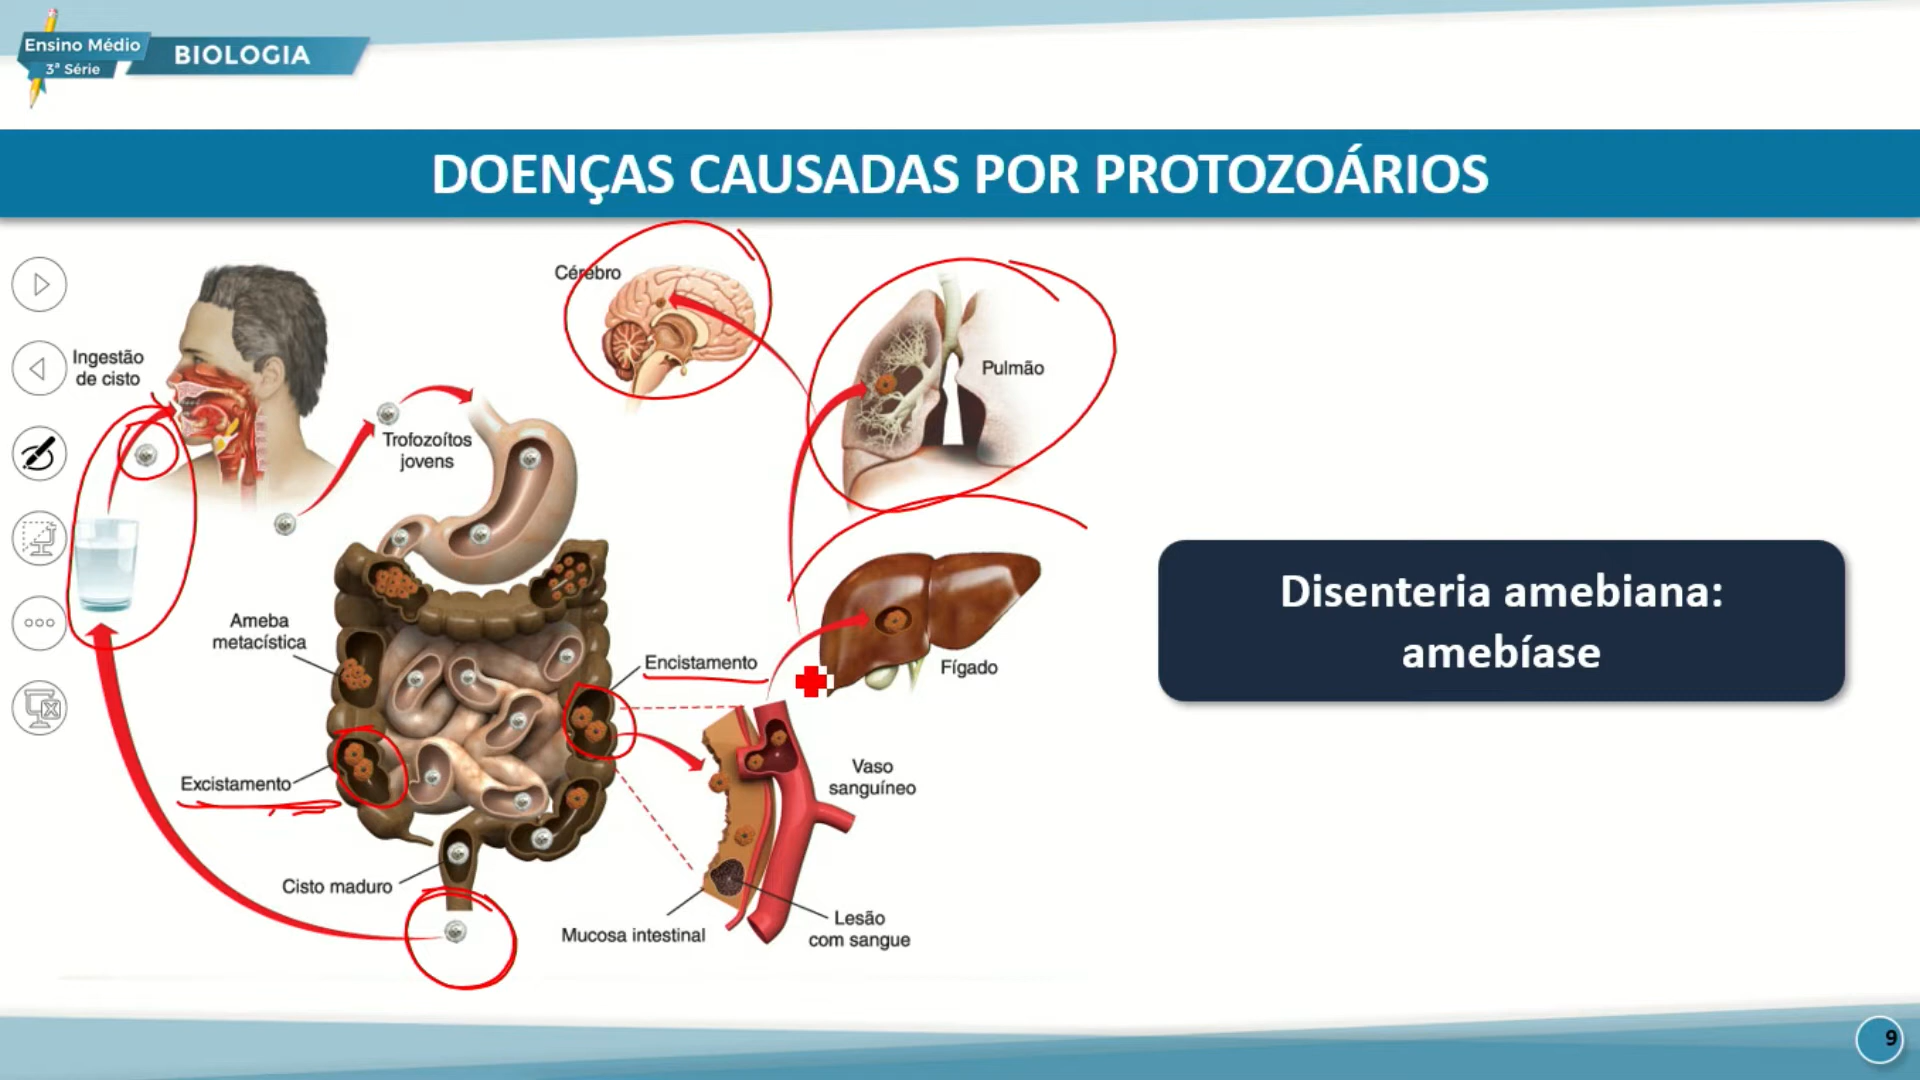 Ensino Médio
3ª Série
BIOLOGIA
DOENÇAS CAUSADAS POR PROTOZOÁRIOS
Cérebro
Ingestão
de cisto
Pulmão
Trofozoítos
jovens
Ameba
metacística
Encistamento
Fígado
Disenteria amebiana:
amebíase
Excistamento
Vaso
sanguíneo
Cisto maduro
Mucosa intestinal
Lesão
com sangue
9